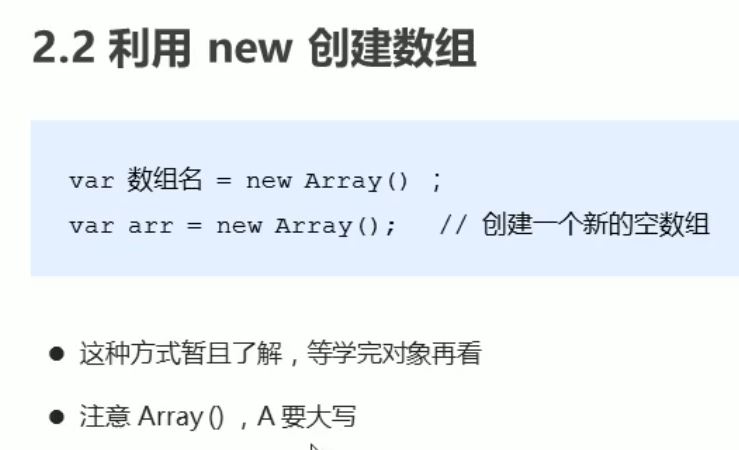 2.2 利用 new 创建数组
var 数组名 = new Array() ;
var arr = new Array(); // 创建一个新的空数组
● 这种方式暂且了解，等学完对象再看
● 注意 Array () ，A 要大写